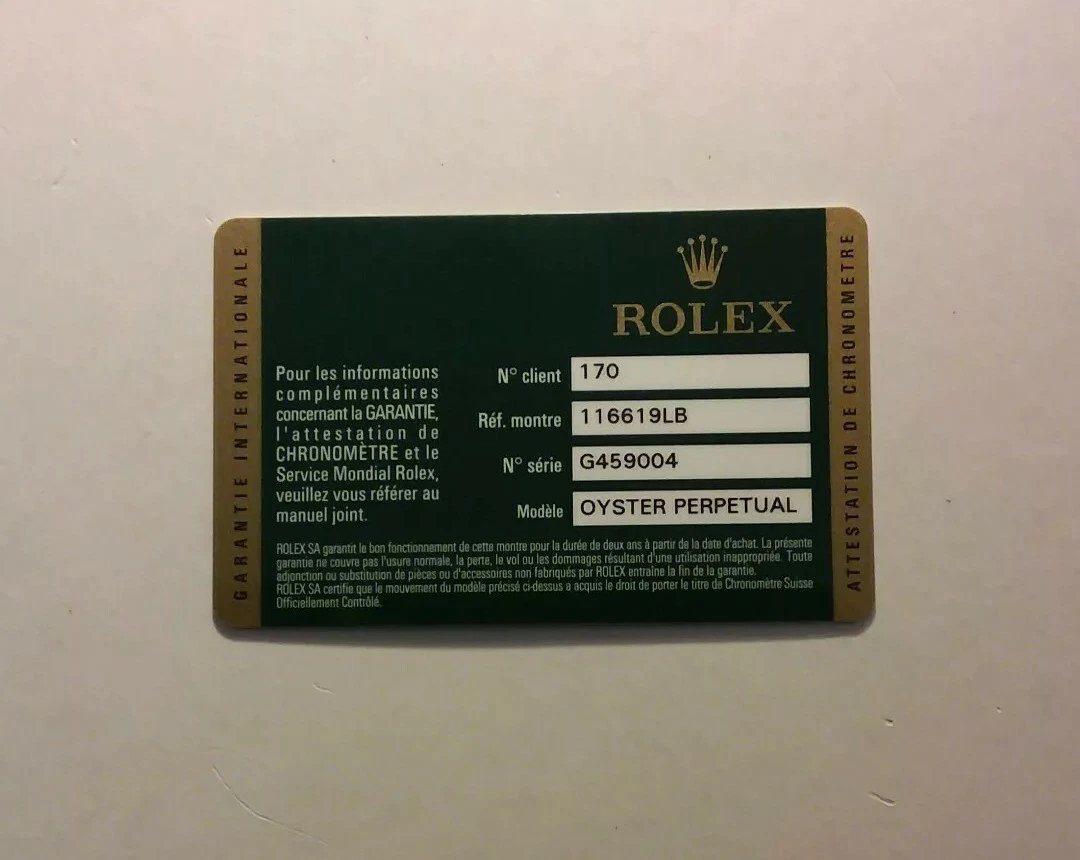 GARANTIE INTERNATIONALE
ROLEX
Pour les informations
complémentaires
concernant la GARANTIE,
l'attestation de
CHRONOMÈTRE et le
Service Mondial Rolex,
veuillez vous référer au
manuel joint.
N° client 170
Réf. montre 116619LB
N° série G459004
Modèle OYSTER PERPETUAL
ROLEX SA garantit le bon fonctionnement de cette montre pour la durée de deux ans à partir de la date d'achat. La présente
garantie ne couvre pas l'usure normale, la perte, le vol ou les dommages résultant d'une utilisation inappropriée. Toute
adjonction ou substitution de pièces ou d'accessoires non fabriqués par ROLEX entraîne la fin de la garantie.
ROLEX SA certifie que le mouvement du modèle précisé ci-dessus a acquis le droit de porter le titre de Chronomètre Suisse
Officiellement Contrôlé.
ATTESTATION DE CHRONOMETRE